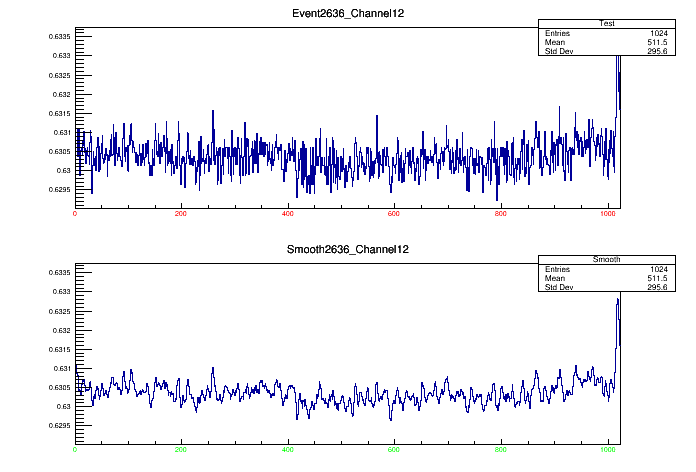 Event2636_Channel12
Test
Entries 1024
Mean 511.5
Std Dev 295.6
0.6335
0.633
0.6325
0.632
0.6315
0.631
0.6305
0.63
0.6295
0 200 400 600 800 1000
Smooth2636_Channel12
Smooth
Entries 1024
Mean 511.5
Std Dev 295.6
0.6335
0.633
0.6325
0.632
0.6315
0.631
0.6305
0.63
0.6295
0 200 400 600 800 1000